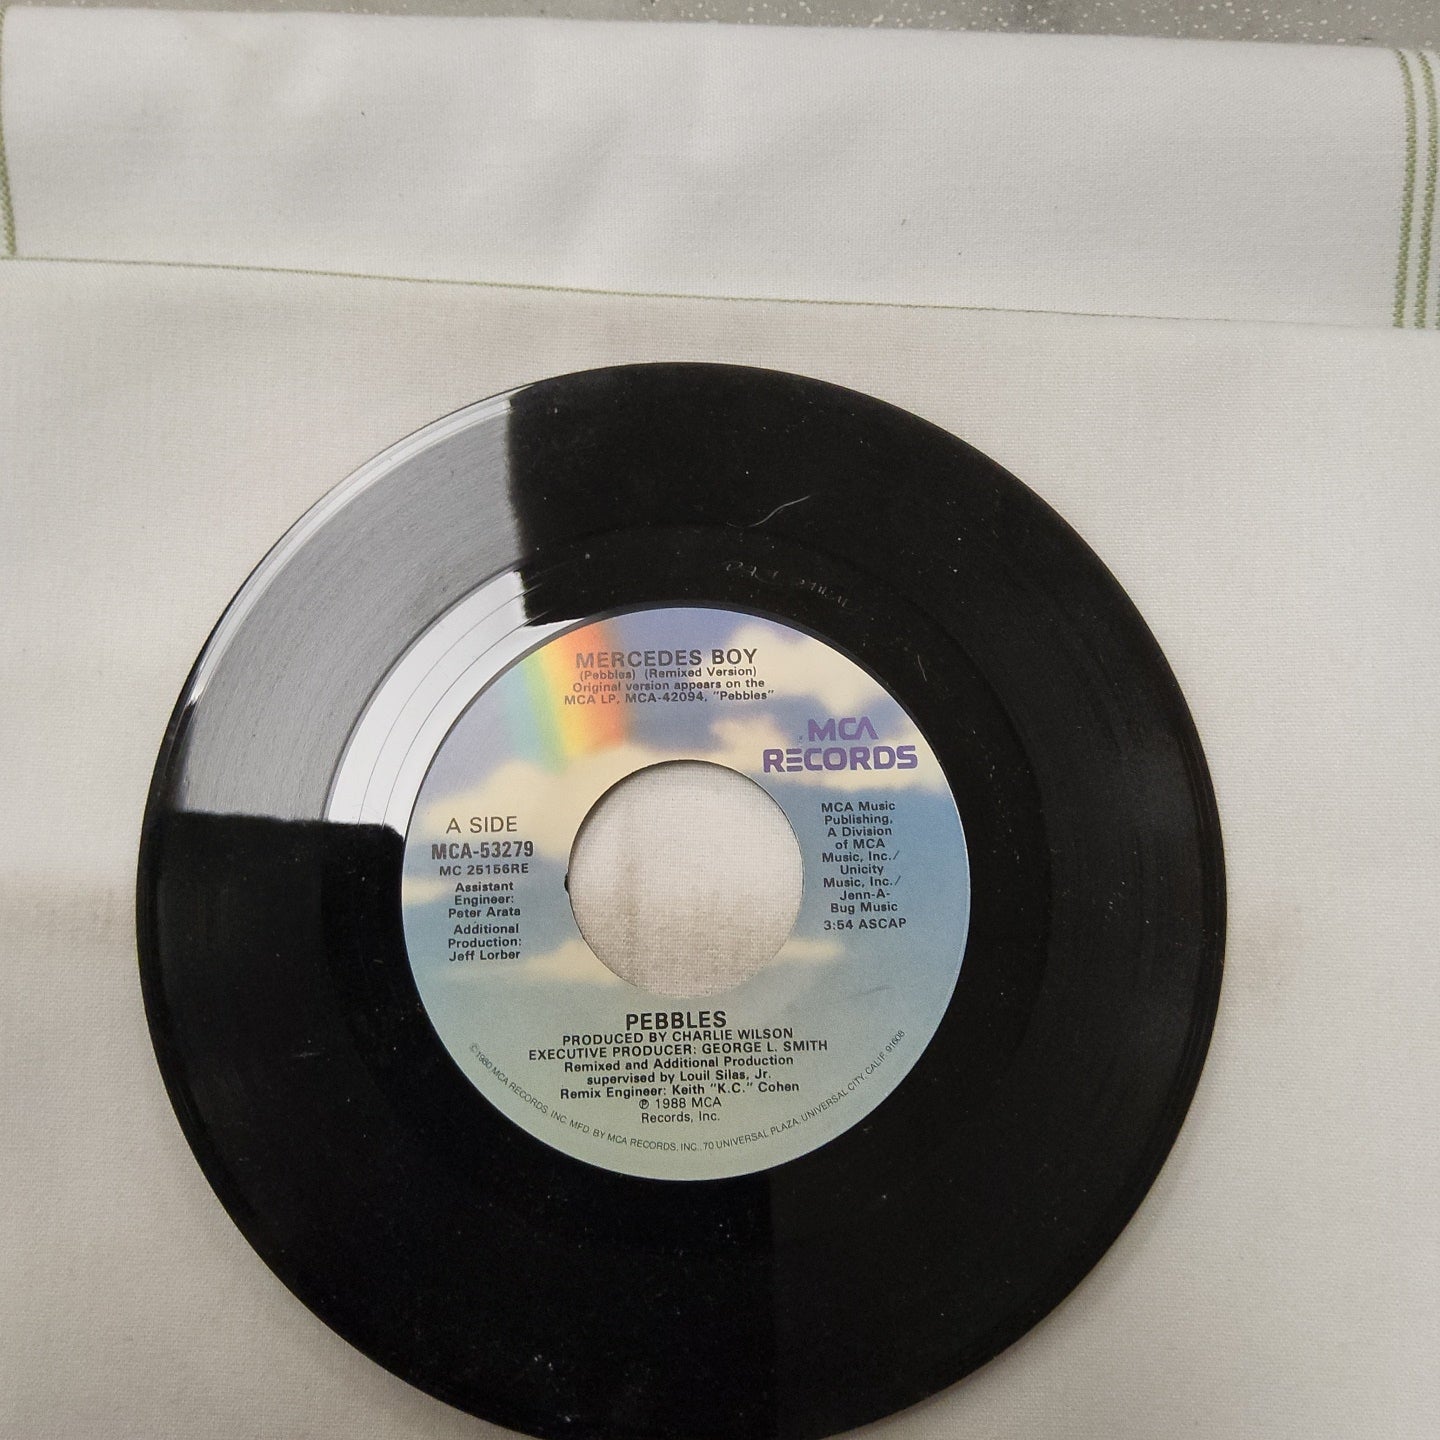 MERCEDES BOY
(Pebbles) (Remixed Version)
Original version appears on the
MCA LP, MCA-42094, "Pebbles"
MCA
RECORDS
A SIDE
MCA-53279
MC 25156RE
Assistant
Engineer:
Peter Arata
Additional
Production:
Jeff Lorber
MCA Music
Publishing,
A Division
of MCA
Music, Inc./
Unicity
Music, Inc./
Jenn-A-
Bug Music
3:54 ASCAP
PEBBLES
PRODUCED BY CHARLIE WILSON
EXECUTIVE PRODUCER: GEORGE L. SMITH
Remixed and Additional Production
supervised by Louil Silas, Jr.
Remix Engineer: Keith "K.C." Cohen
℗ 1988 MCA
Records, Inc.
©1980 MCA RECORDS, INC. MFD. BY MCA RECORDS, INC., 70 UNIVERSAL PLAZA, UNIVERSAL CITY, CALIF. 91608